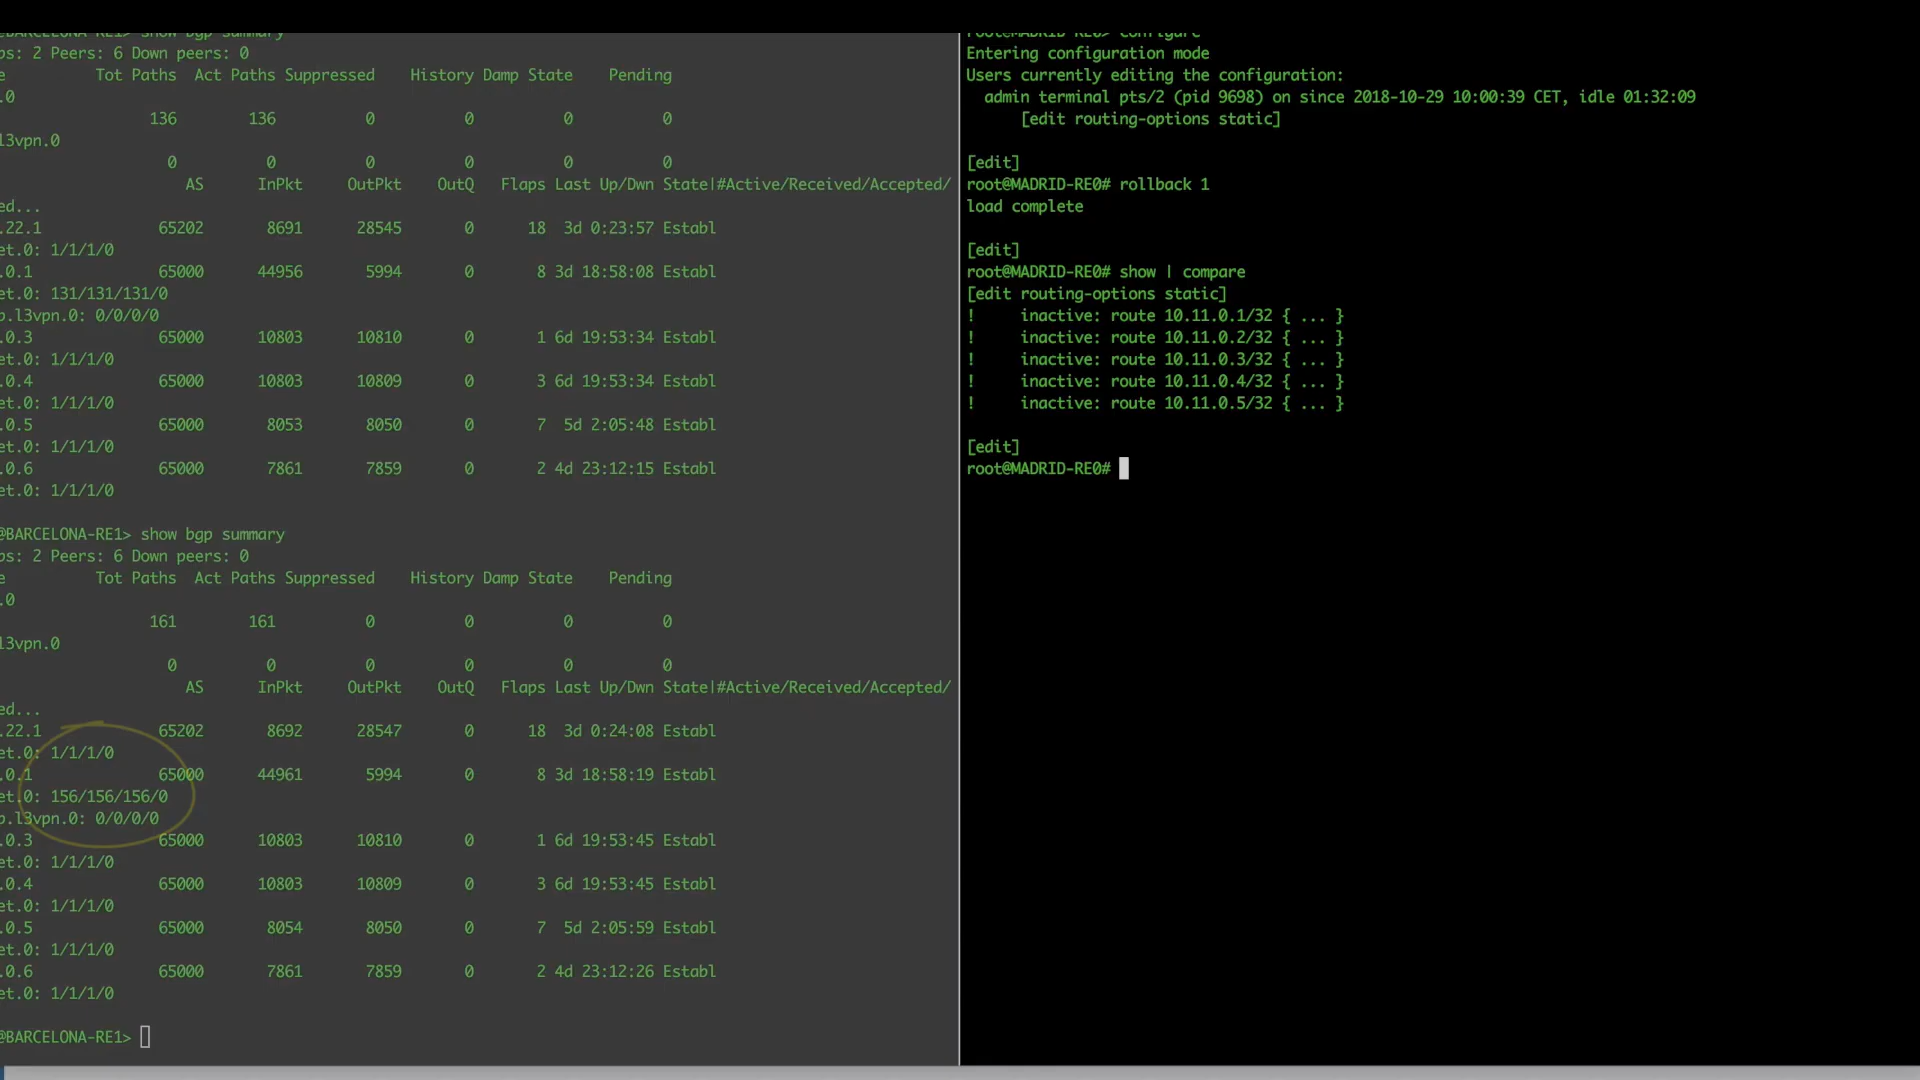 @BARCELONA-RE1> show bgp summary
ps: 2 Peers: 6 Down peers: 0
e Tot Paths Act Paths Suppressed History Damp State Pending
.0
136 136 0 0 0 0
l3vpn.0
0 0 0 0 0 0
AS InPkt OutPkt OutQ Flaps Last Up/Dwn State|#Active/Received/Accepted/
ed...
.22.1 65202 8691 28545 0 18 3d 0:23:57 Establ
et.0: 1/1/1/0
.0.1 65000 44956 5994 0 8 3d 18:58:08 Establ
et.0: 131/131/131/0
p.l3vpn.0: 0/0/0/0
.0.3 65000 10803 10810 0 1 6d 19:53:34 Establ
et.0: 1/1/1/0
.0.4 65000 10803 10809 0 3 6d 19:53:34 Establ
et.0: 1/1/1/0
.0.5 65000 8053 8050 0 7 5d 2:05:48 Establ
et.0: 1/1/1/0
.0.6 65000 7861 7859 0 2 4d 23:12:15 Establ
et.0: 1/1/1/0
@BARCELONA-RE1> show bgp summary
ps: 2 Peers: 6 Down peers: 0
e Tot Paths Act Paths Suppressed History Damp State Pending
.0
161 161 0 0 0 0
l3vpn.0
0 0 0 0 0 0
AS InPkt OutPkt OutQ Flaps Last Up/Dwn State|#Active/Received/Accepted/
ed...
.22.1 65202 8692 28547 0 18 3d 0:24:08 Establ
et.0: 1/1/1/0
.0.1 65000 44961 5994 0 8 3d 18:58:19 Establ
et.0: 156/156/156/0
p.l3vpn.0: 0/0/0/0
.0.3 65000 10803 10810 0 1 6d 19:53:45 Establ
et.0: 1/1/1/0
.0.4 65000 10803 10809 0 3 6d 19:53:45 Establ
et.0: 1/1/1/0
.0.5 65000 8054 8050 0 7 5d 2:05:59 Establ
et.0: 1/1/1/0
.0.6 65000 7861 7859 0 2 4d 23:12:26 Establ
et.0: 1/1/1/0
@BARCELONA-RE1>
root@MADRID-RE0> configure
Entering configuration mode
Users currently editing the configuration:
admin terminal pts/2 (pid 9698) on since 2018-10-29 10:00:39 CET, idle 01:32:09
[edit routing-options static]
[edit]
root@MADRID-RE0# rollback 1
load complete
[edit]
root@MADRID-RE0# show | compare
[edit routing-options static]
! inactive: route 10.11.0.1/32 { ... }
! inactive: route 10.11.0.2/32 { ... }
! inactive: route 10.11.0.3/32 { ... }
! inactive: route 10.11.0.4/32 { ... }
! inactive: route 10.11.0.5/32 { ... }
[edit]
root@MADRID-RE0#